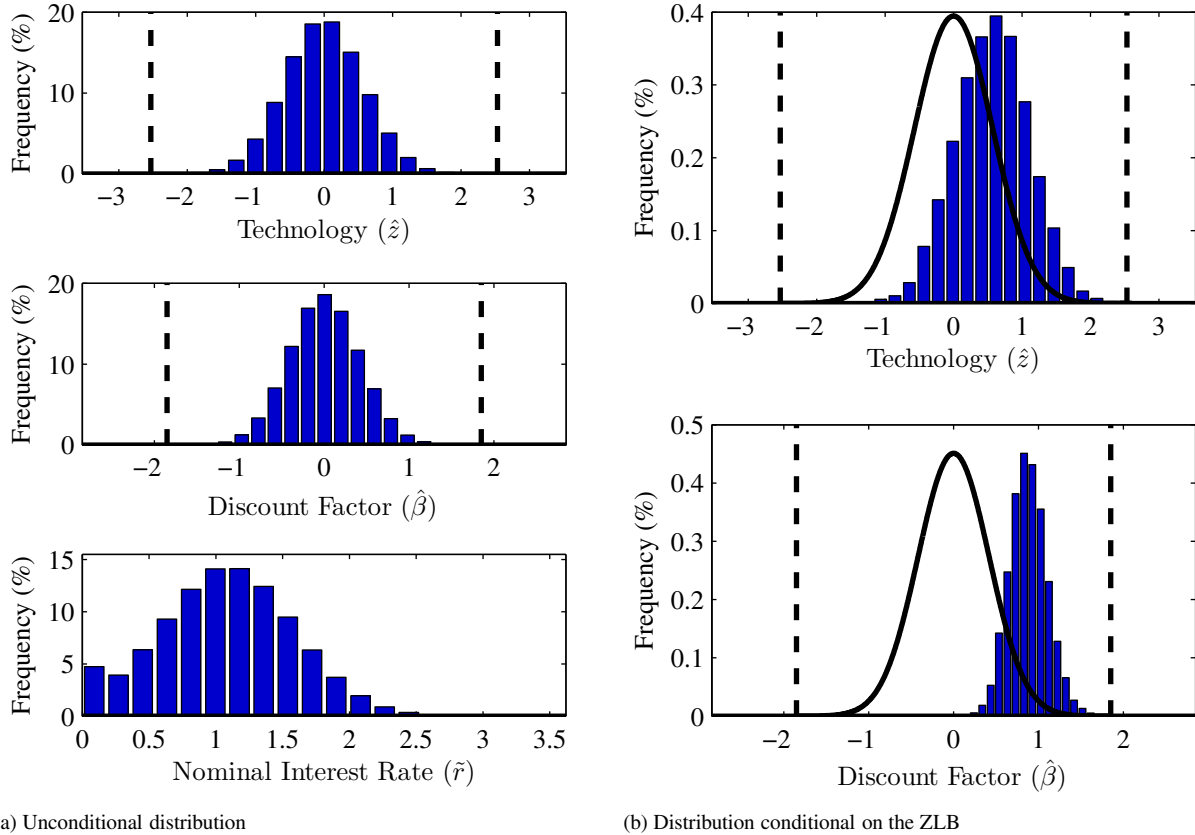 20
10
0
Frequency (%)
−3 −2 −1 0 1 2 3
Technology (ẑ)
20
10
0
Frequency (%)
−2 −1 0 1 2
Discount Factor (β̂)
15
10
5
0
Frequency (%)
0 0.5 1 1.5 2 2.5 3 3.5
Nominal Interest Rate (r̃)
a) Unconditional distribution
0.4
0.3
0.2
0.1
0
Frequency (%)
−3 −2 −1 0 1 2 3
Technology (ẑ)
0.5
0.4
0.3
0.2
0.1
0
Frequency (%)
−2 −1 0 1 2
Discount Factor (β̂)
(b) Distribution conditional on the ZLB